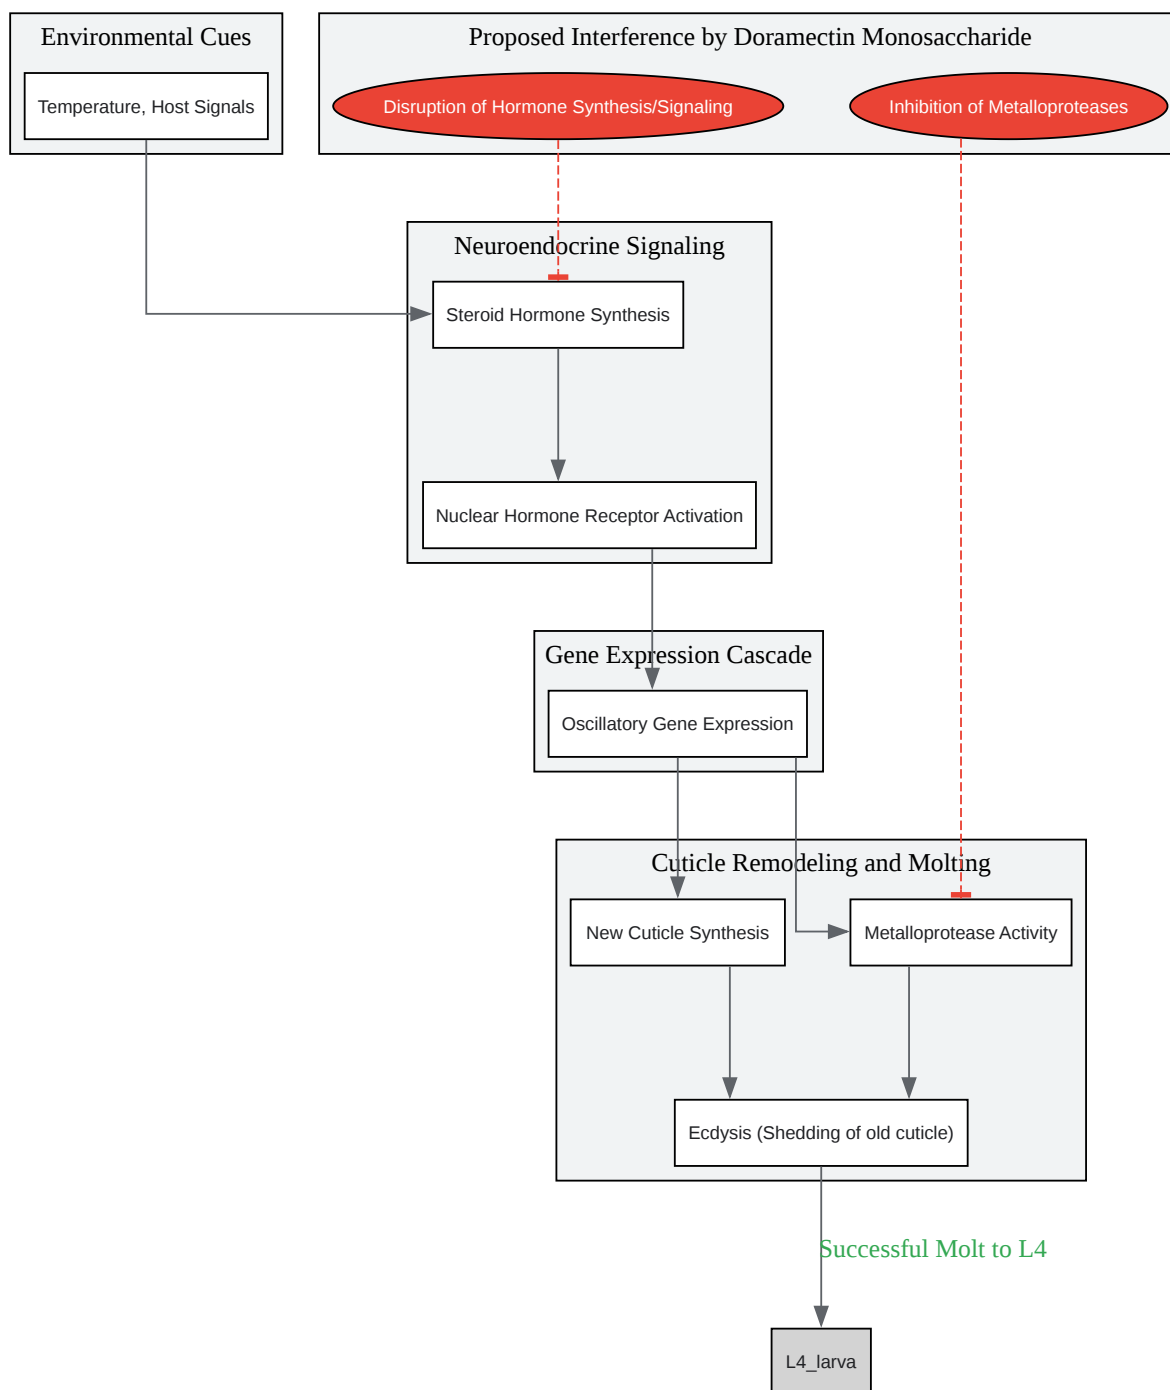 Environmental Cues
Temperature, Host Signals
Proposed Interference by Doramectin Monosaccharide
Disruption of Hormone Synthesis/Signaling
Inhibition of Metalloproteases
Neuroendocrine Signaling
Steroid Hormone Synthesis
Nuclear Hormone Receptor Activation
Gene Expression Cascade
Oscillatory Gene Expression
Cuticle Remodeling and Molting
New Cuticle Synthesis
Metalloprotease Activity
Ecdysis (Shedding of old cuticle)
Successful Molt to L4
L4_larva